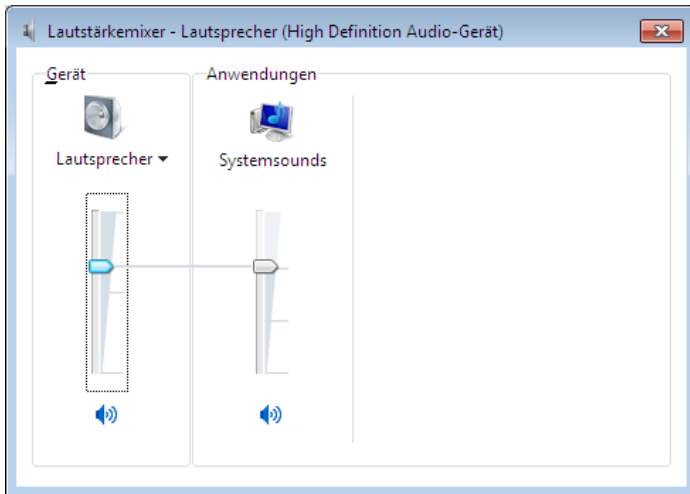 Lautstärkemixer - Lautsprecher (High Definition Audio-Gerät)
Gerät
Anwendungen
Lautsprecher
Systemsounds